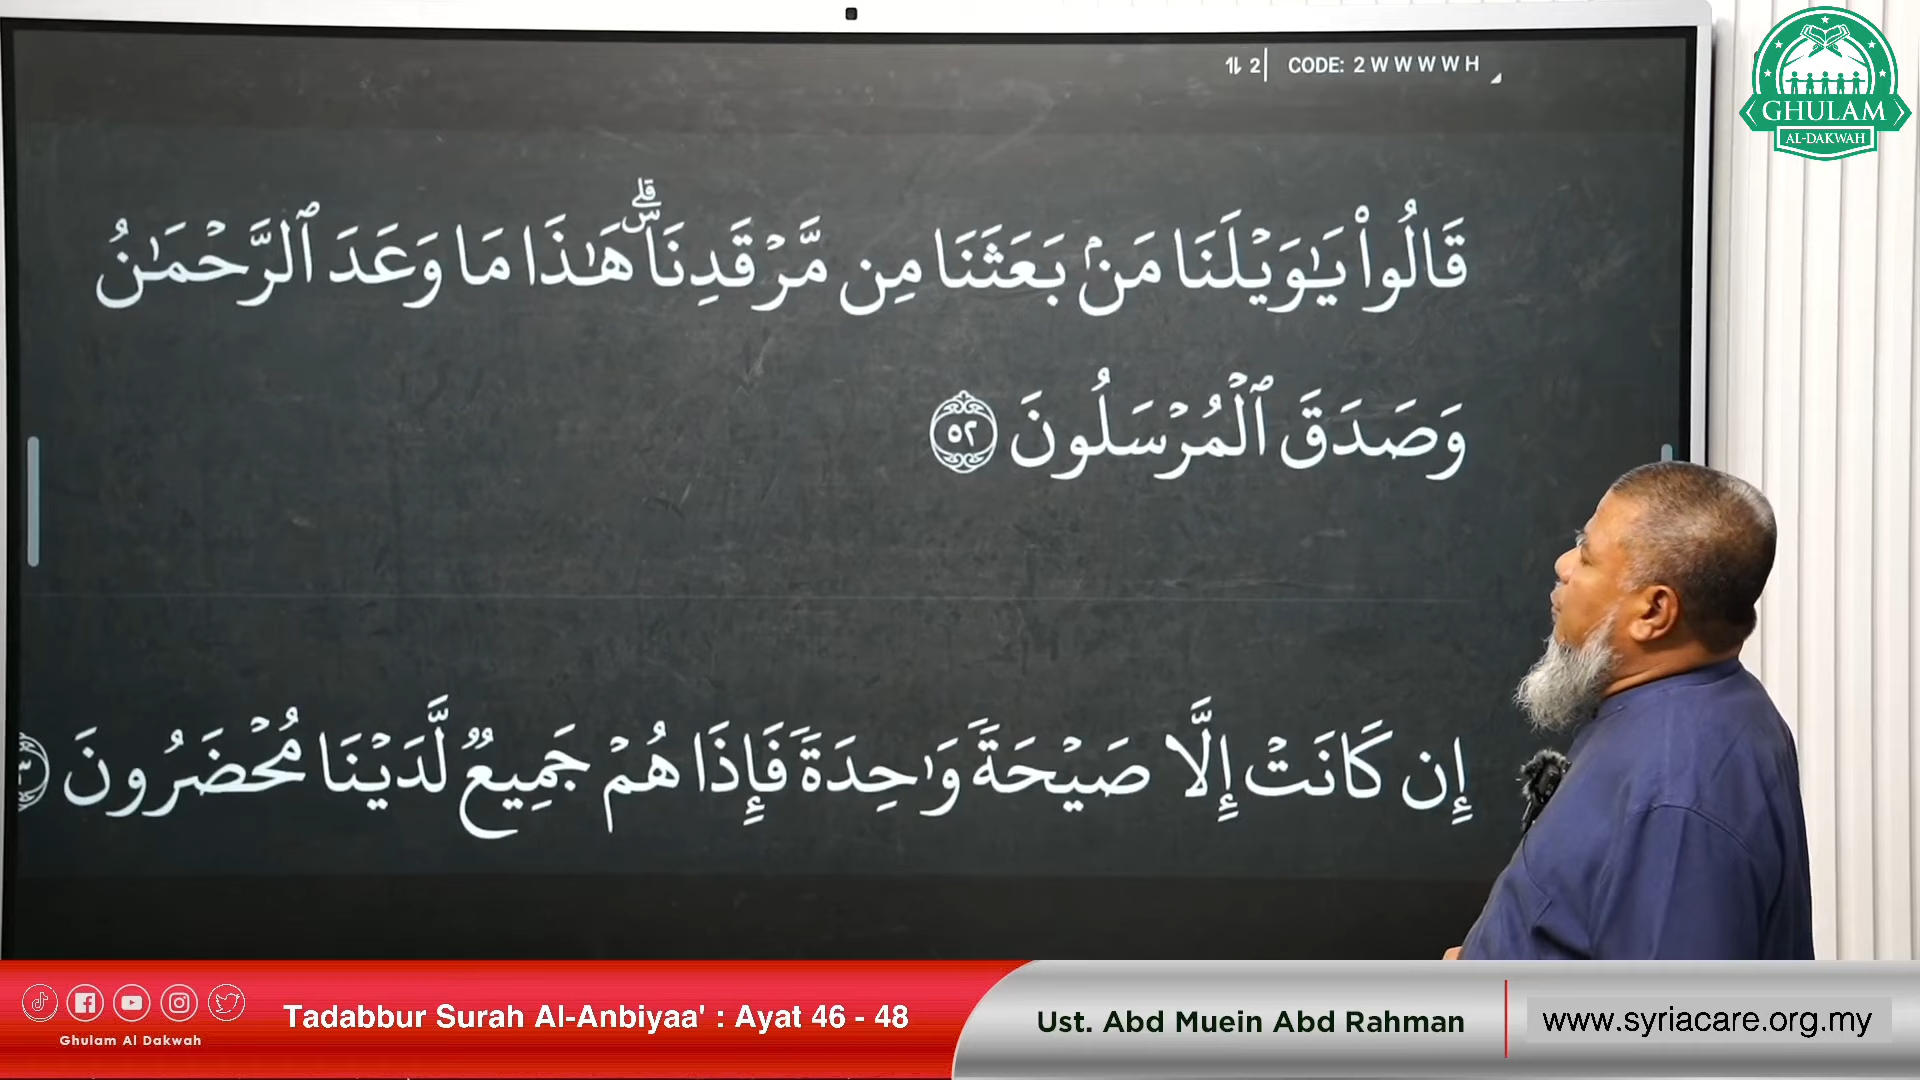 ⇅ 2 | CODE: 2 W W W W H
GHULAM
AL-DAKWAH
قَالُوا۟ يَـٰوَيْلَنَا مَنۢ بَعَثَنَا مِن مَّرْقَدِنَا ۜ ۗ هَـٰذَا مَا وَعَدَ ٱلرَّحْمَـٰنُ
وَصَدَقَ ٱلْمُرْسَلُونَ ٥٢
إِن كَانَتْ إِلَّا صَيْحَةً وَٰحِدَةً فَإِذَا هُمْ جَمِيعٌ لَّدَيْنَا مُحْضَرُونَ
Ghulam Al Dakwah
Tadabbur Surah Al-Anbiyaa' : Ayat 46 - 48
Ust. Abd Muein Abd Rahman
www.syriacare.org.my